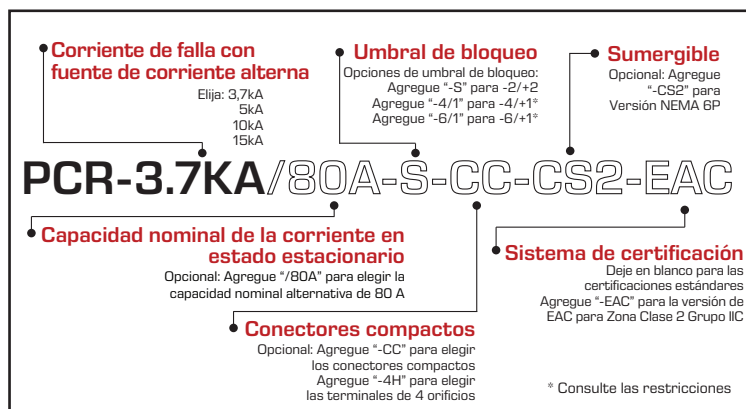 Corriente de falla con
fuente de corriente alterna
Elija: 3,7kA
5kA
10kA
15kA
Umbral de bloqueo
Opciones de umbral de bloqueo:
Agregue "-S" para -2/+2
Agregue "-4/1" para -4/+1*
Agregue "-6/1" para -6/+1*
Sumergible
Opcional: Agregue
"-CS2" para
Versión NEMA 6P
PCR-3.7KA/80A-S-CC-CS2-EAC
Capacidad nominal de la corriente en
estado estacionario
Opcional: Agregue "/80A" para elegir la
capacidad nominal alternativa de 80 A
Conectores compactos
Opcional: Agregue "-CC" para elegir
los conectores compactos
Agregue "-4H" para elegir
las terminales de 4 orificios
Sistema de certificación
Deje en blanco para las
certificaciones estándares
Agregue "-EAC" para la versión de
EAC para Zona Clase 2 Grupo IIC
* Consulte las restricciones